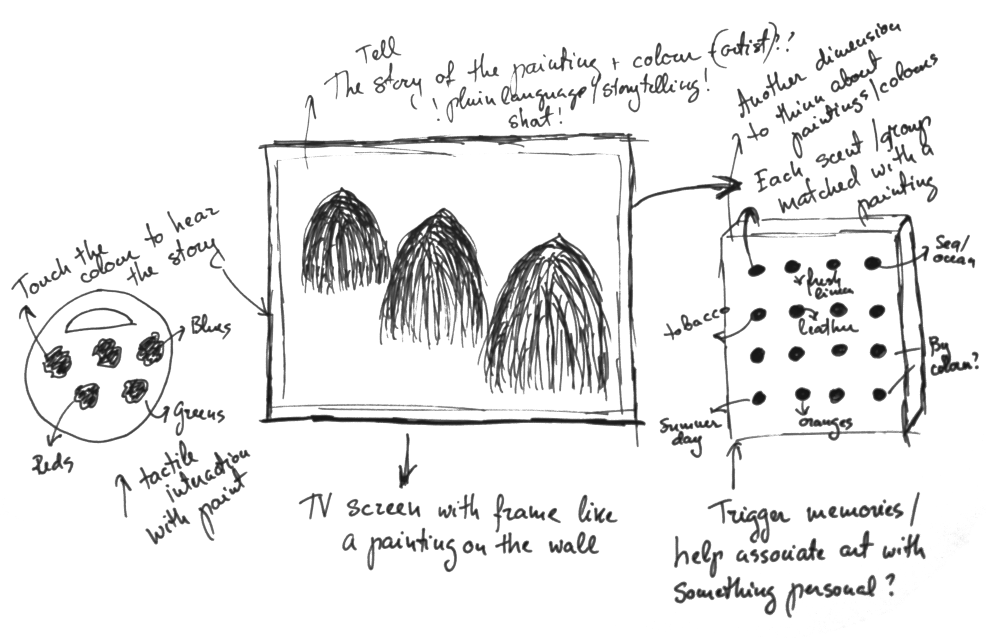 Tell
The story of the painting + colour (artist)??
! plain language/storytelling!
short!
Another dimension
to think about
paintings/colours
Each scent/group
matched with a
painting
Touch the
colour to hear
the story
Blues
Greens
Reds
tactile
interaction
with paint
TV screen with frame like
a painting on the wall
Sea/
ocean
fresh
linen
tobacco
leather
By
colour?
Summer
day
oranges
Trigger memories/
help associate art with
something personal?